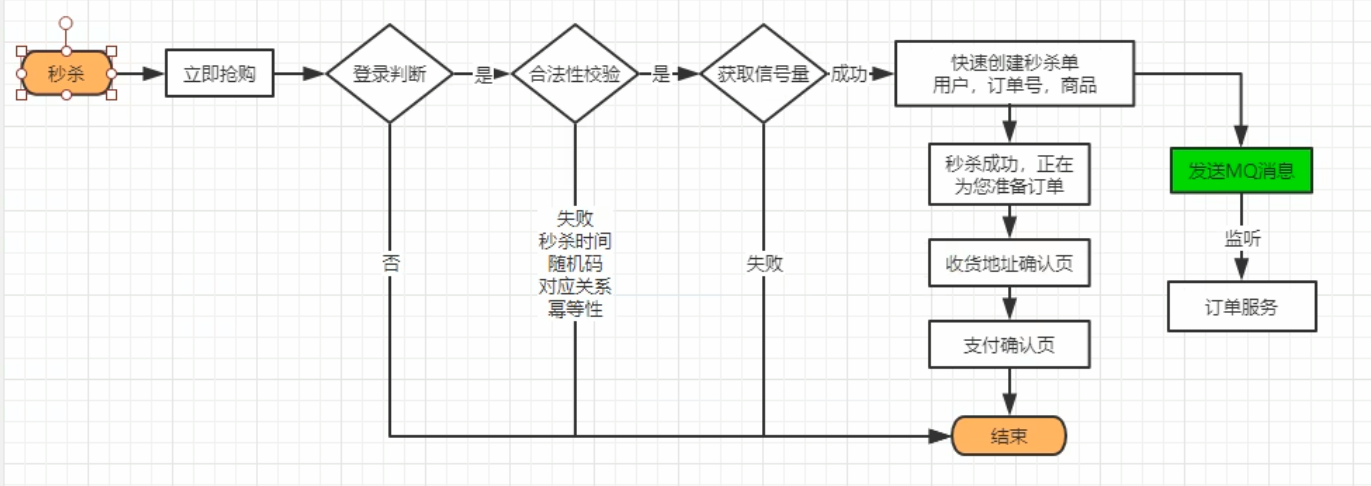 秒杀
立即抢购
登录判断
是
合法性校验
是
获取信号量
成功
快速创建秒杀单
用户，订单号，商品
秒杀成功，正在
为您准备订单
发送MQ消息
监听
订单服务
收货地址确认页
支付确认页
否
失败
秒杀时间
随机码
对应关系
幂等性
失败
结束